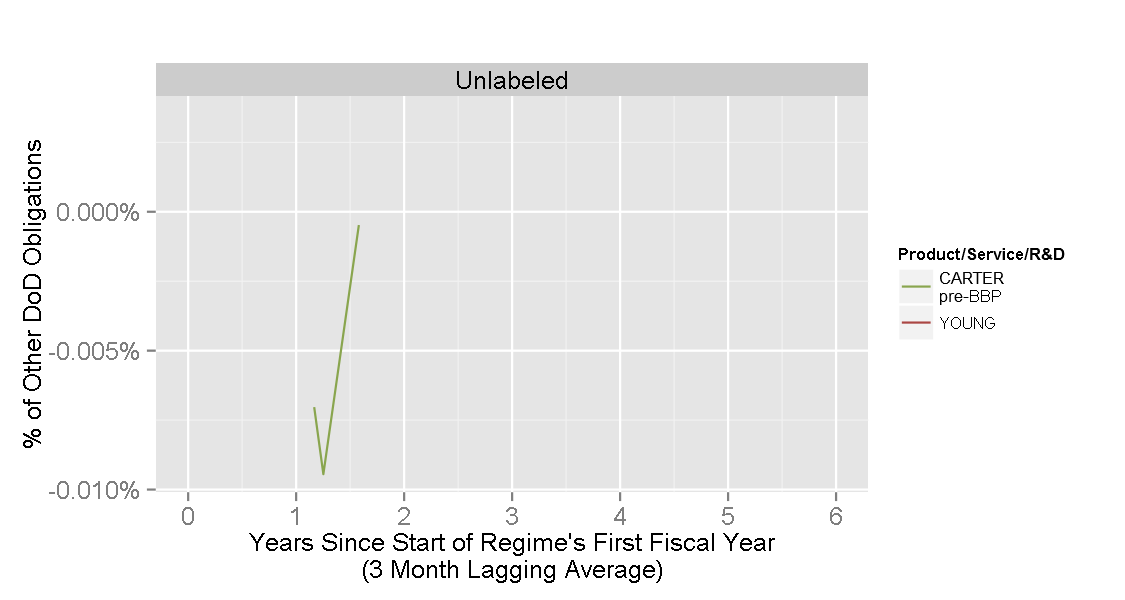 Unlabeled
% of Other DoD Obligations
0.000%
-0.005%
-0.010%
0 1 2 3 4 5 6
Years Since Start of Regime's First Fiscal Year
(3 Month Lagging Average)
Product/Service/R&D
CARTER
pre-BBP
YOUNG